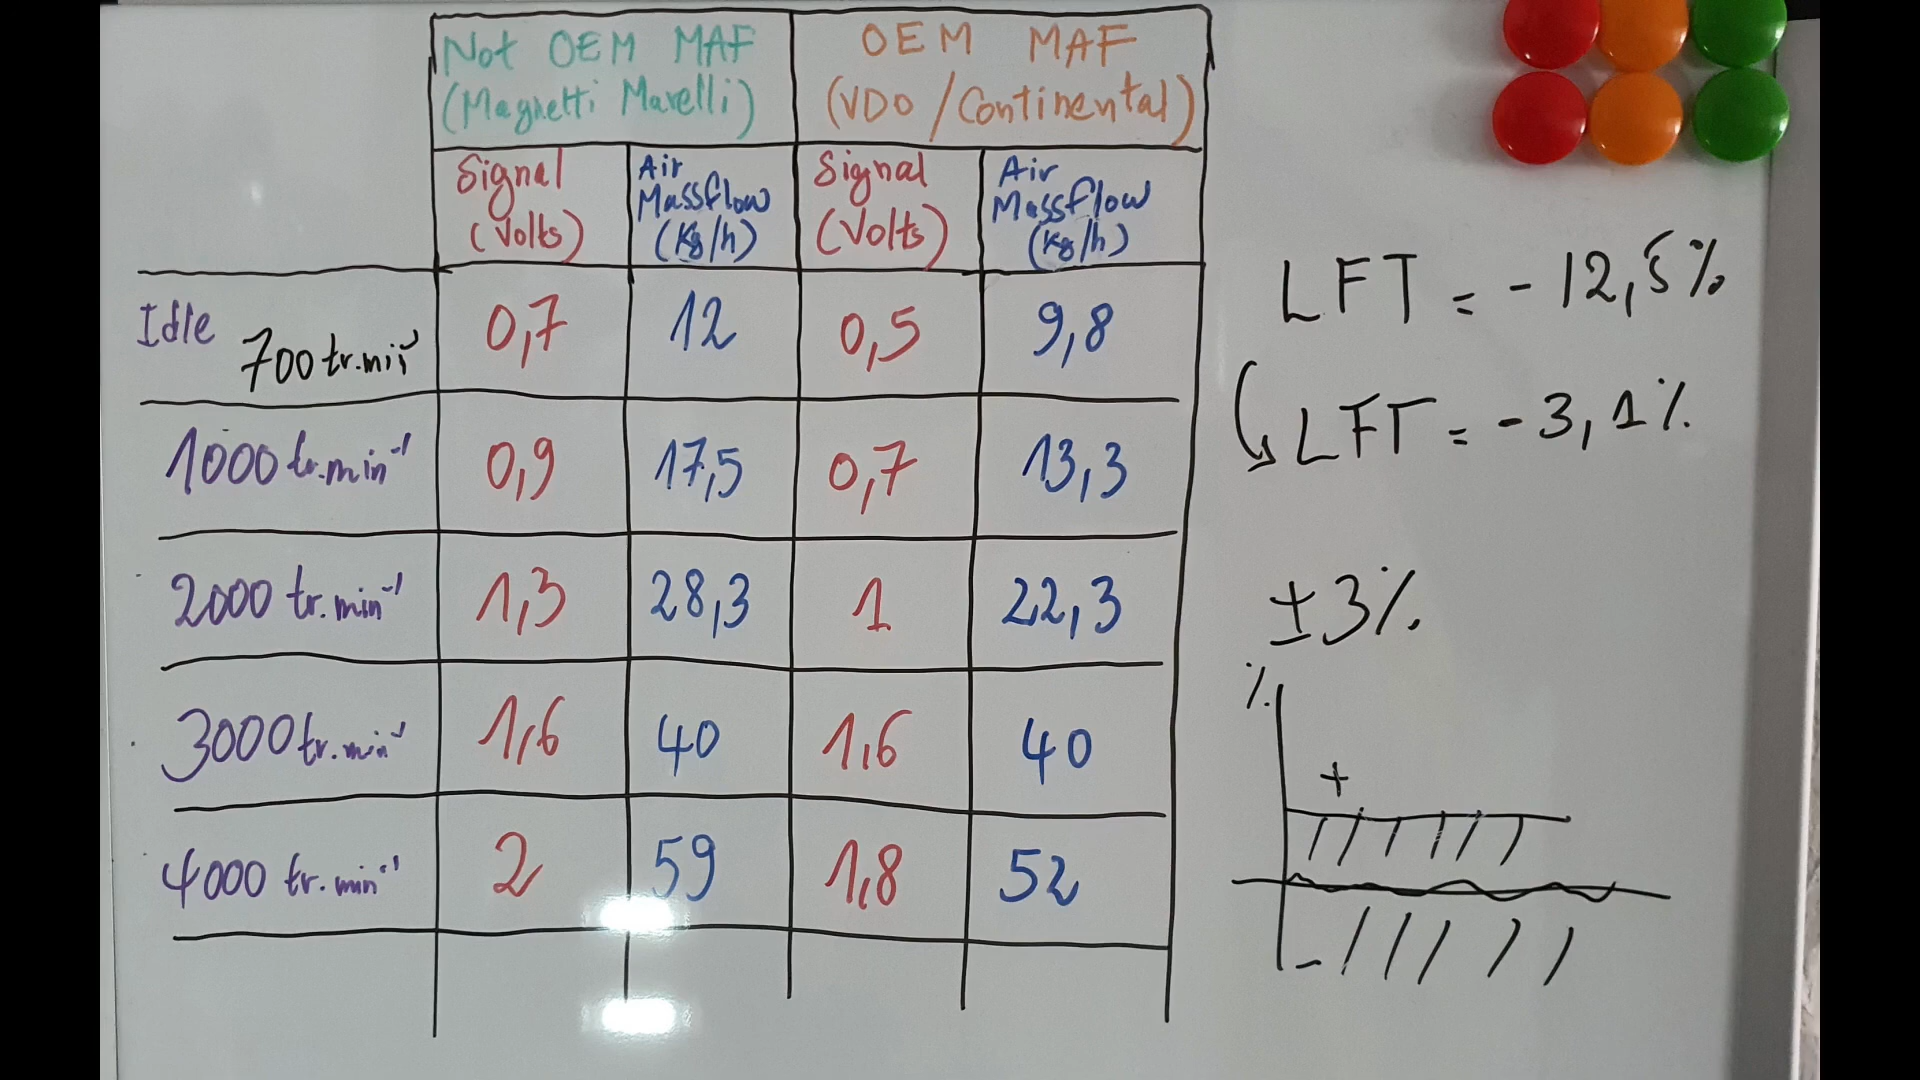 Not OEM MAF
(Magnetti Marelli)
OEM MAF
(VDO/Continental)
Signal
(Volts)
Air
Massflow
(Kg/h)
Signal
(Volts)
Air
Massflow
(Kg/h)
Idle 700 tr.min⁻¹ 0,7 12 0,5 9,8
1000 tr.min⁻¹ 0,9 17,5 0,7 13,3
2000 tr.min⁻¹ 1,3 28,3 1 22,3
3000 tr.min⁻¹ 1,6 40 1,6 40
4000 tr.min⁻¹ 2 59 1,8 52
LFT = -12,5%
LFT = -3,1%
±3%
%
+
-